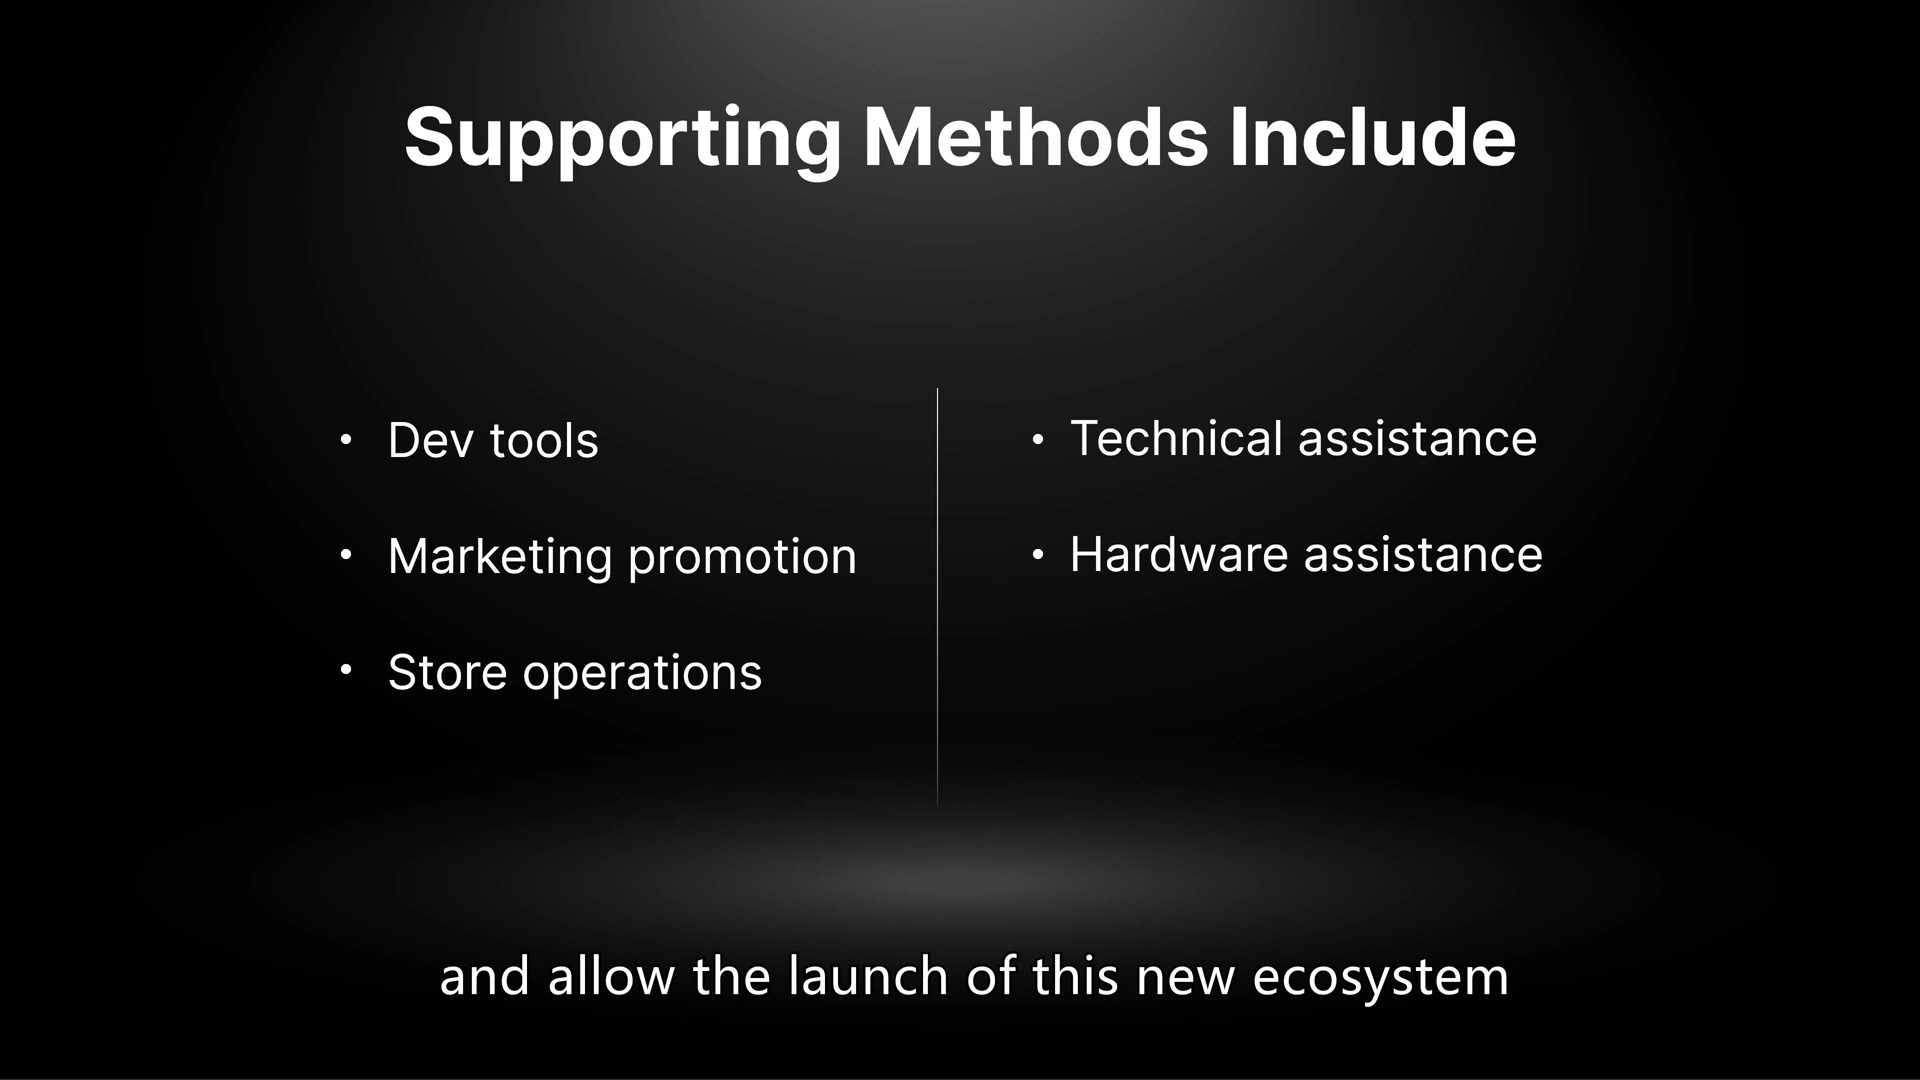 Supporting Methods Include
• Dev tools
• Marketing promotion
• Store operations
• Technical assistance
• Hardware assistance
and allow the launch of this new ecosystem